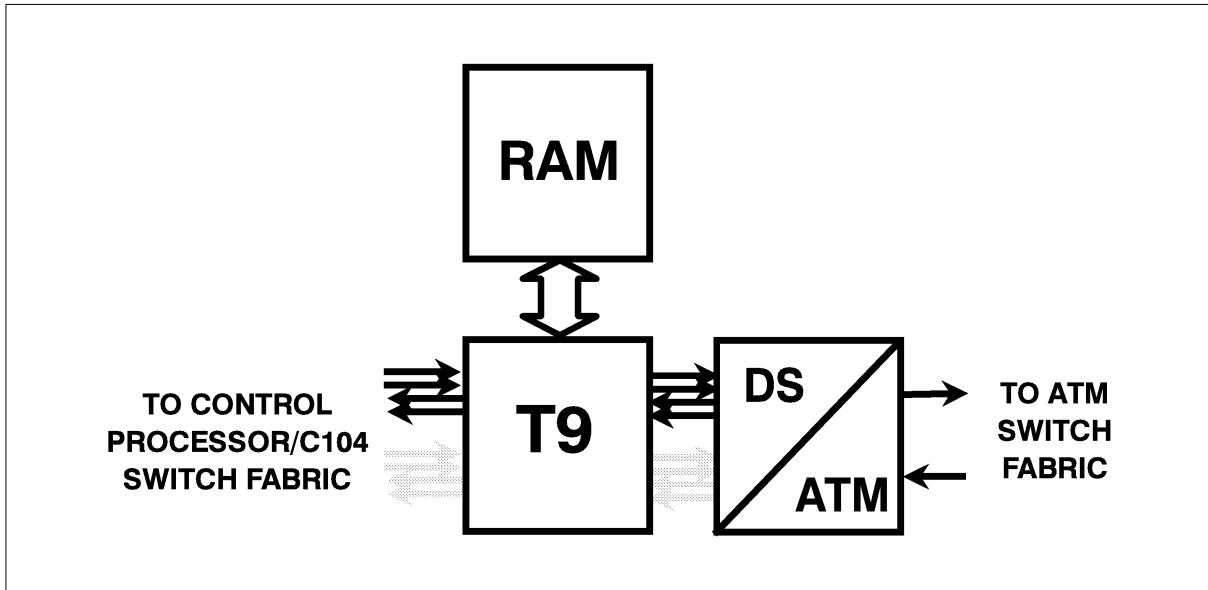 RAM
TO CONTROL
PROCESSOR/C104
SWITCH FABRIC
T9
DS
ATM
TO ATM
SWITCH
FABRIC